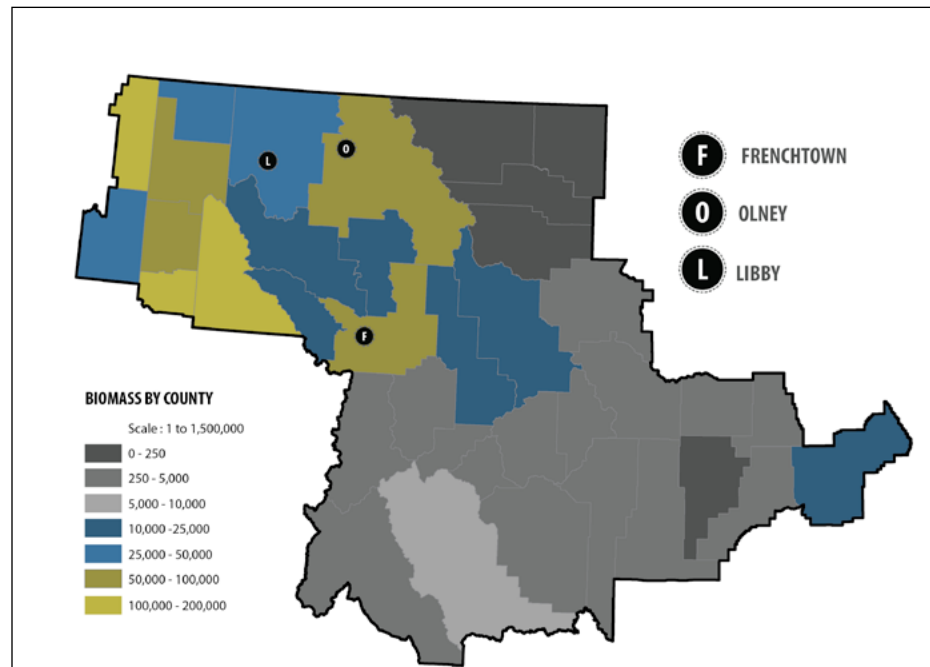 L
O
F
F FRENCHTOWN
O OLNEY
L LIBBY
BIOMASS BY COUNTY
Scale : 1 to 1,500,000
0 - 250
250 - 5,000
5,000 - 10,000
10,000 -25,000
25,000 - 50,000
50,000 - 100,000
100,000 - 200,000